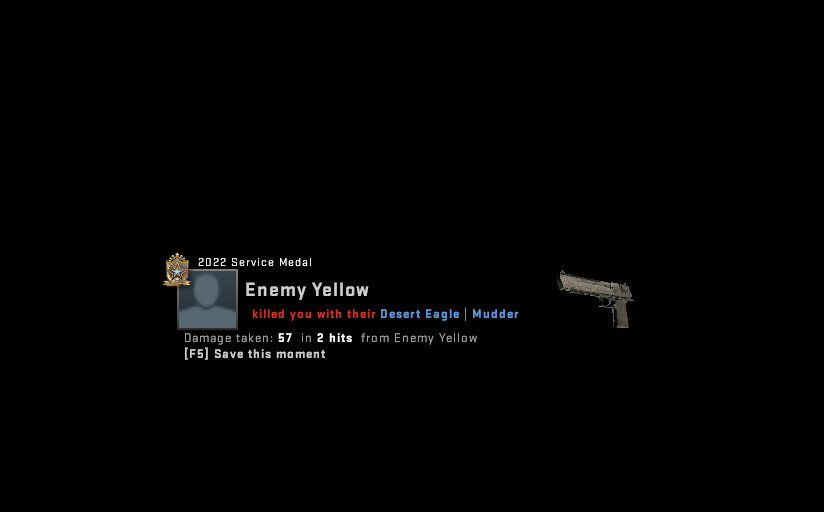 2022 Service Medal
Enemy Yellow
killed you with their Desert Eagle | Mudder
Damage taken: 57 in 2 hits from Enemy Yellow
[F5] Save this moment